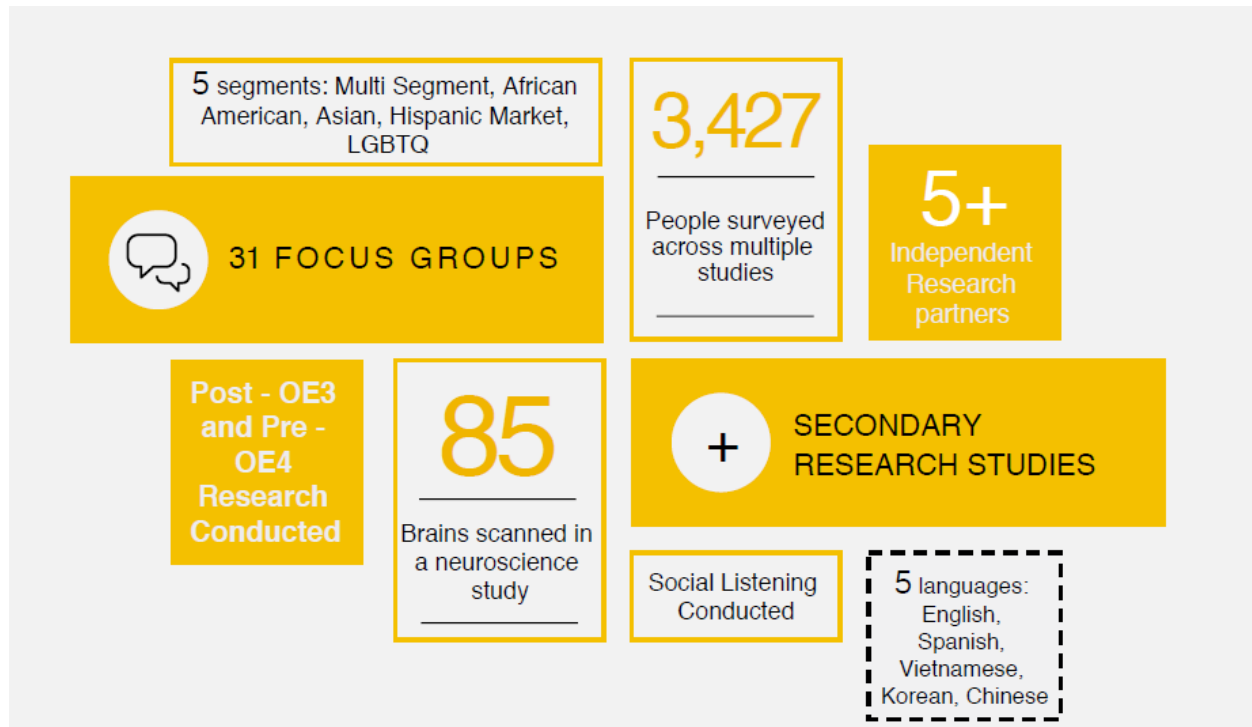 5 segments: Multi Segment, African
American, Asian, Hispanic Market,
LGBTQ
3,427
People surveyed
across multiple
studies
5+
Independent
Research
partners
31 FOCUS GROUPS
Post - OE3
and Pre -
OE4
Research
Conducted
85
Brains scanned in
a neuroscience
study
+
SECONDARY
RESEARCH STUDIES
Social Listening
Conducted
5 languages:
English,
Spanish,
Vietnamese,
Korean, Chinese